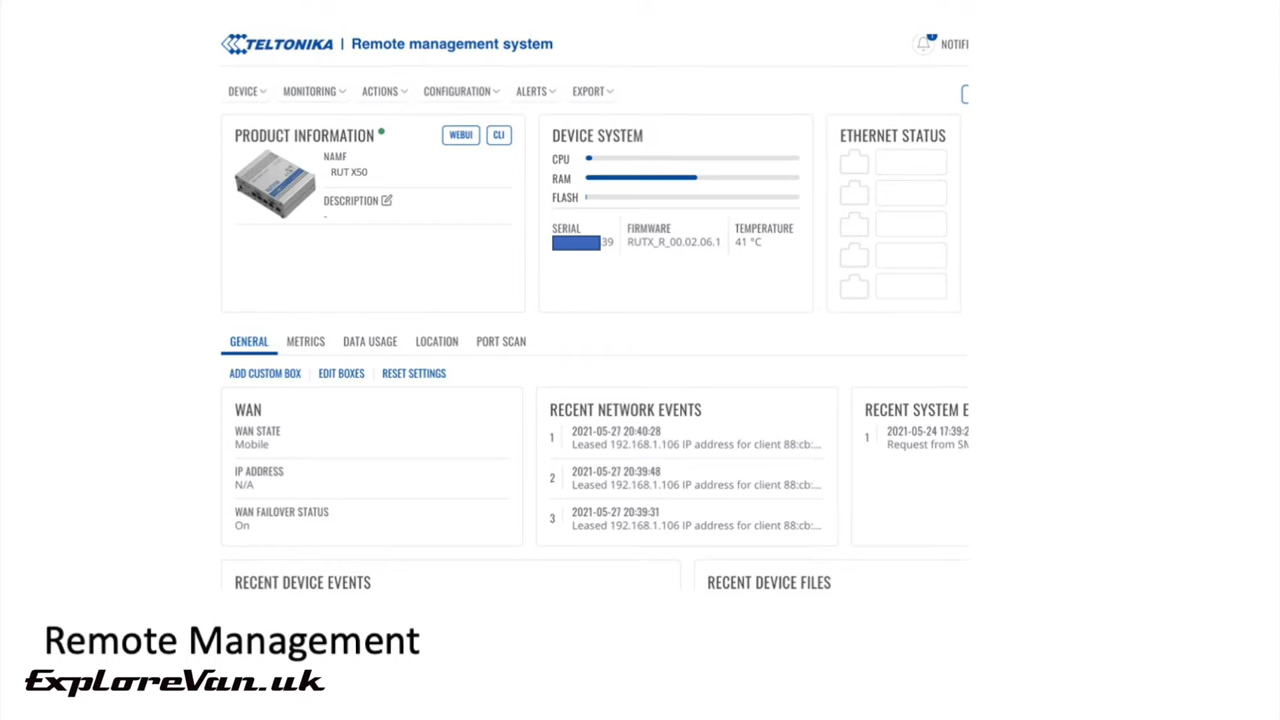 TELTONIKA | Remote management system
NOTIFI
DEVICE MONITORING ACTIONS CONFIGURATION ALERTS EXPORT
PRODUCT INFORMATION WEBUI CLI
NAME
RUT X50
DESCRIPTION
-
DEVICE SYSTEM
CPU
RAM
FLASH
SERIAL FIRMWARE TEMPERATURE
39 RUTX_R_00.02.06.1 41 °C
ETHERNET STATUS
GENERAL METRICS DATA USAGE LOCATION PORT SCAN
ADD CUSTOM BOX EDIT BOXES RESET SETTINGS
WAN
WAN STATE
Mobile
IP ADDRESS
N/A
WAN FAILOVER STATUS
On
RECENT NETWORK EVENTS
1 2021-05-27 20:40:28
Leased 192.168.1.106 IP address for client 88:cb:...
2 2021-05-27 20:39:48
Leased 192.168.1.106 IP address for client 88:cb:...
3 2021-05-27 20:39:31
Leased 192.168.1.106 IP address for client 88:cb:...
RECENT SYSTEM E
1 2021-05-24 17:39:2
Request from SM
RECENT DEVICE EVENTS
RECENT DEVICE FILES
Remote Management
ExpLoreVan.uk